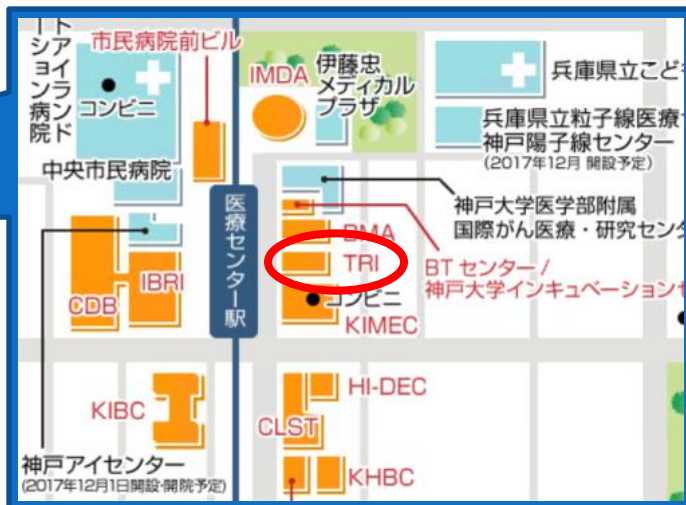 トアイランド
ーション病院
市民病院前ビル
コンビニ
中央市民病院
IMDA
伊藤忠
メディカル
プラザ
兵庫県立こども
兵庫県立粒子線医療
神戸陽子線センター
(2017年12月 開設予定)
医療センター駅
DMA
神戸大学医学部附属
国際がん医療・研究センタ
TRI
BTセンター/
神戸大学インキュベーションセ
コンビニ
KIMEC
CDB
IBRI
KIBC
HI-DEC
CLST
KHBC
神戸アイセンター
(2017年12月1日開設・開院予定)